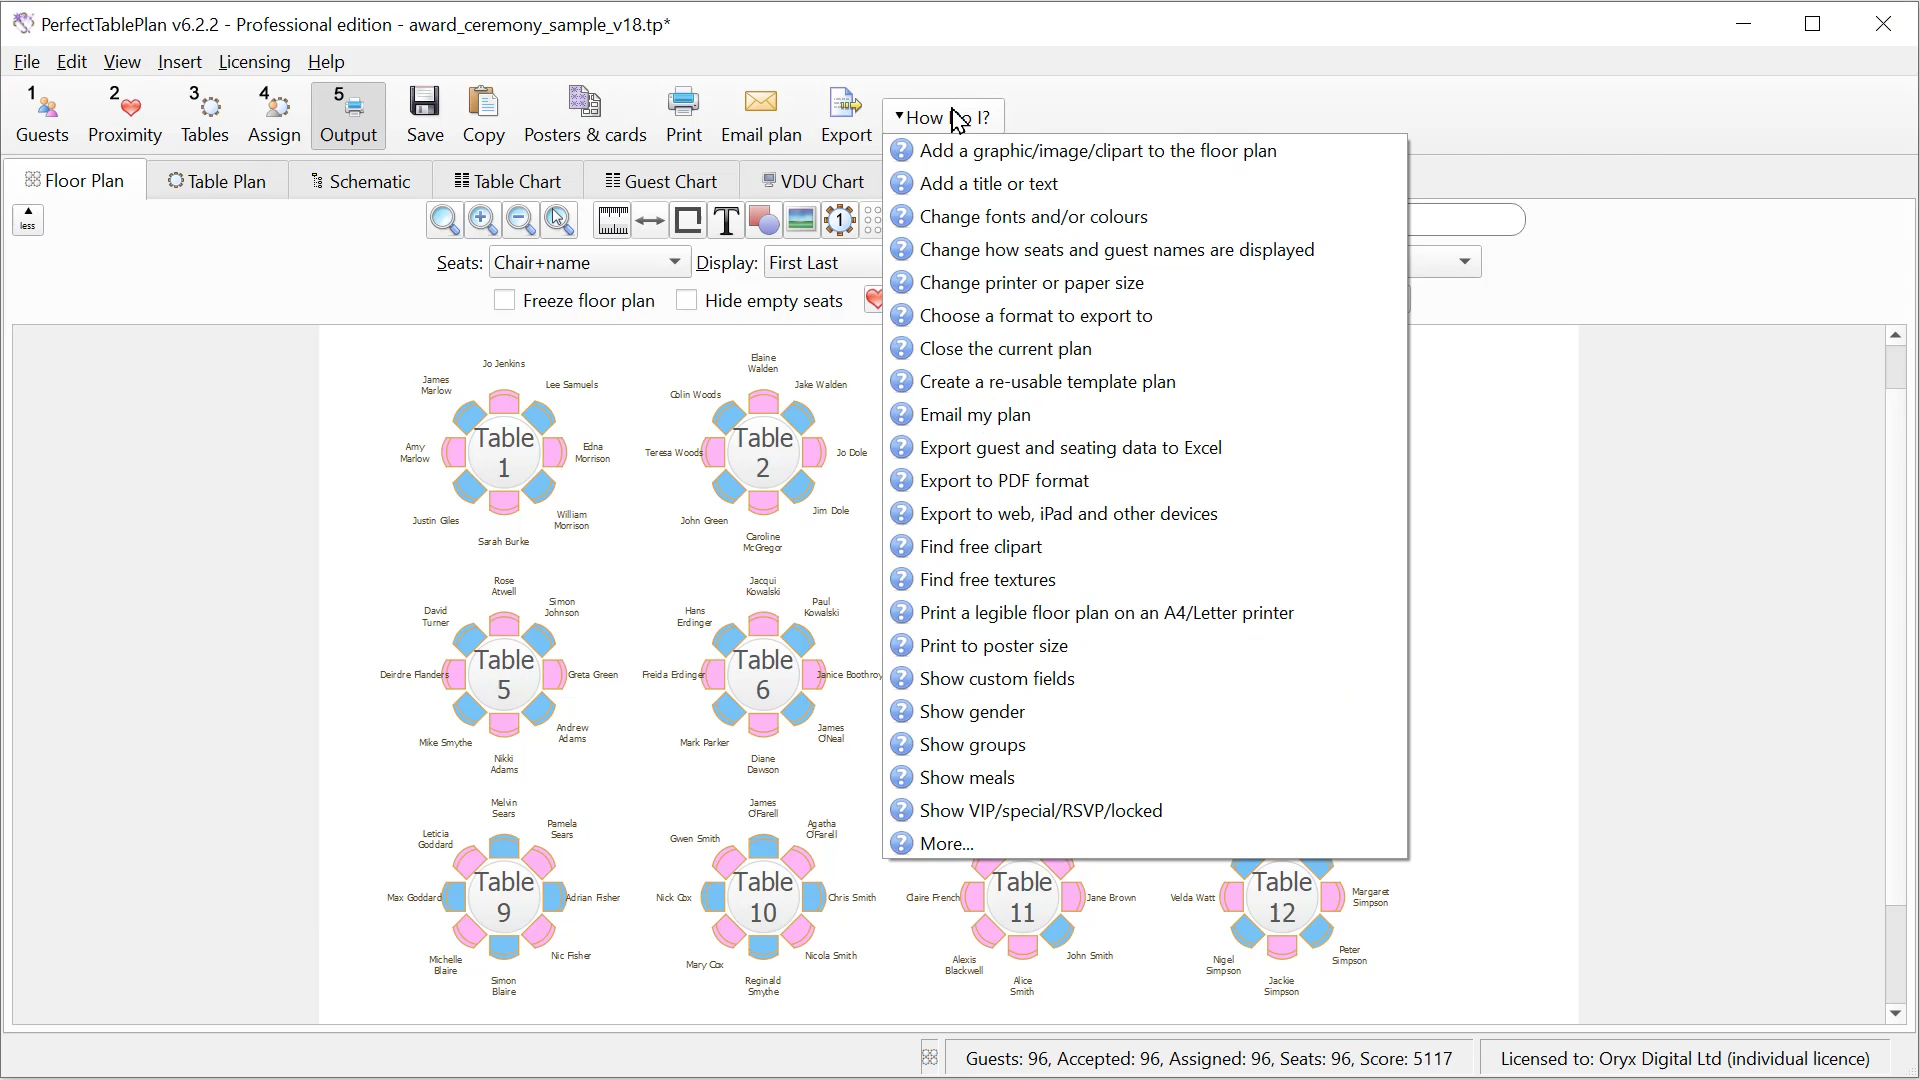 PerfectTablePlan v6.2.2 - Professional edition - award_ceremony_sample_v18.tp*
File Edit View Insert Licensing Help
1 2 3 4 5
Guests Proximity Tables Assign Output Save Copy Posters & cards Print Email plan Export
How I?
Floor Plan Table Plan Schematic Table Chart Guest Chart VDU Chart
less
T 1
Seats: Chair+name Display: First Last
Freeze floor plan Hide empty seats
Add a graphic/image/clipart to the floor plan
Add a title or text
Change fonts and/or colours
Change how seats and guest names are displayed
Change printer or paper size
Choose a format to export to
Close the current plan
Create a re-usable template plan
Email my plan
Export guest and seating data to Excel
Export to PDF format
Export to web, iPad and other devices
Find free clipart
Find free textures
Print a legible floor plan on an A4/Letter printer
Print to poster size
Show custom fields
Show gender
Show groups
Show meals
Show VIP/special/RSVP/locked
More...
Jo Jenkins
James
Marlow
Lee Samuels
Amy
Marlow
Table
1
Edna
Morrison
Justin Giles
William
Morrison
Sarah Burke
Elaine
Walden
Colin Woods
Jake Walden
Teresa Woods
Table
2
Jo Dole
John Green
Jim Dole
Caroline
McGregor
Rose
Atwell
David
Turner
Simon
Johnson
Deirdre Flanders
Table
5
Greta Green
Mike Smythe
Andrew
Adams
Nikki
Adams
Jacqui
Kowalski
Hans
Erdinger
Paul
Kowalski
Freida Erdinger
Table
6
Janice Boothroy
Mark Parker
James
O'Neal
Diane
Dawson
Melvin
Sears
Leticia
Goddard
Pamela
Sears
Max Goddard
Table
9
Adrian Fisher
Michelle
Blaire
Nic Fisher
Simon
Blaire
James
O'Farell
Gwen Smith
Agatha
O'Farell
Nick Cox
Table
10
Chris Smith
Mary Cox
Nicola Smith
Reginald
Smythe
Claire French
Table
11
Jane Brown
Alexis
Blackwell
John Smith
Alice
Smith
Velda Watt
Table
12
Margaret
Simpson
Nigel
Simpson
Peter
Simpson
Jackie
Simpson
Guests: 96, Accepted: 96, Assigned: 96, Seats: 96, Score: 5117
Licensed to: Oryx Digital Ltd (individual licence)